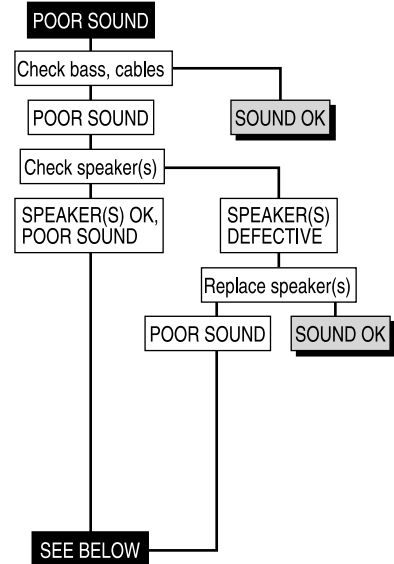 POOR SOUND
Check bass, cables
POOR SOUND
SOUND OK
Check speaker(s)
SPEAKER(S) OK,
POOR SOUND
SPEAKER(S)
DEFECTIVE
Replace speaker(s)
POOR SOUND
SOUND OK
SEE BELOW